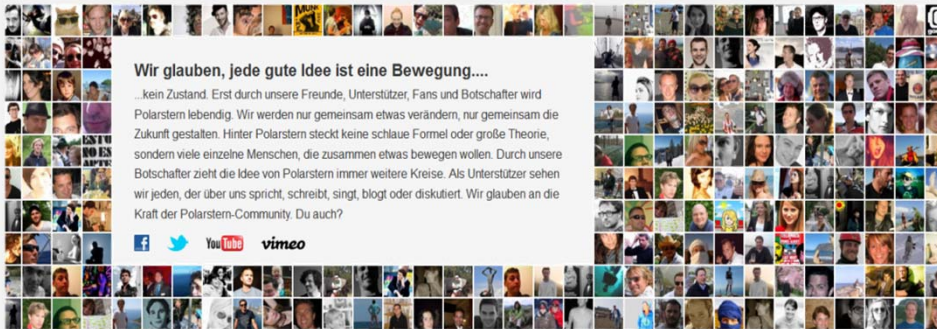 Wir glauben, jede gute Idee ist eine Bewegung....
...kein Zustand. Erst durch unsere Freunde, Unterstützer, Fans und Botschafter wird
Polarstern lebendig. Wir werden nur gemeinsam etwas verändern, nur gemeinsam die
Zukunft gestalten. Hinter Polarstern steckt keine schlaue Formel oder große Theorie,
sondern viele einzelne Menschen, die zusammen etwas bewegen wollen. Durch unsere
Botschafter zieht die Idee von Polarstern immer weitere Kreise. Als Unterstützer sehen
wir jeden, der über uns spricht, schreibt, singt, blogt oder diskutiert. Wir glauben an die
Kraft der Polarstern-Community. Du auch?
f YouTube vimeo